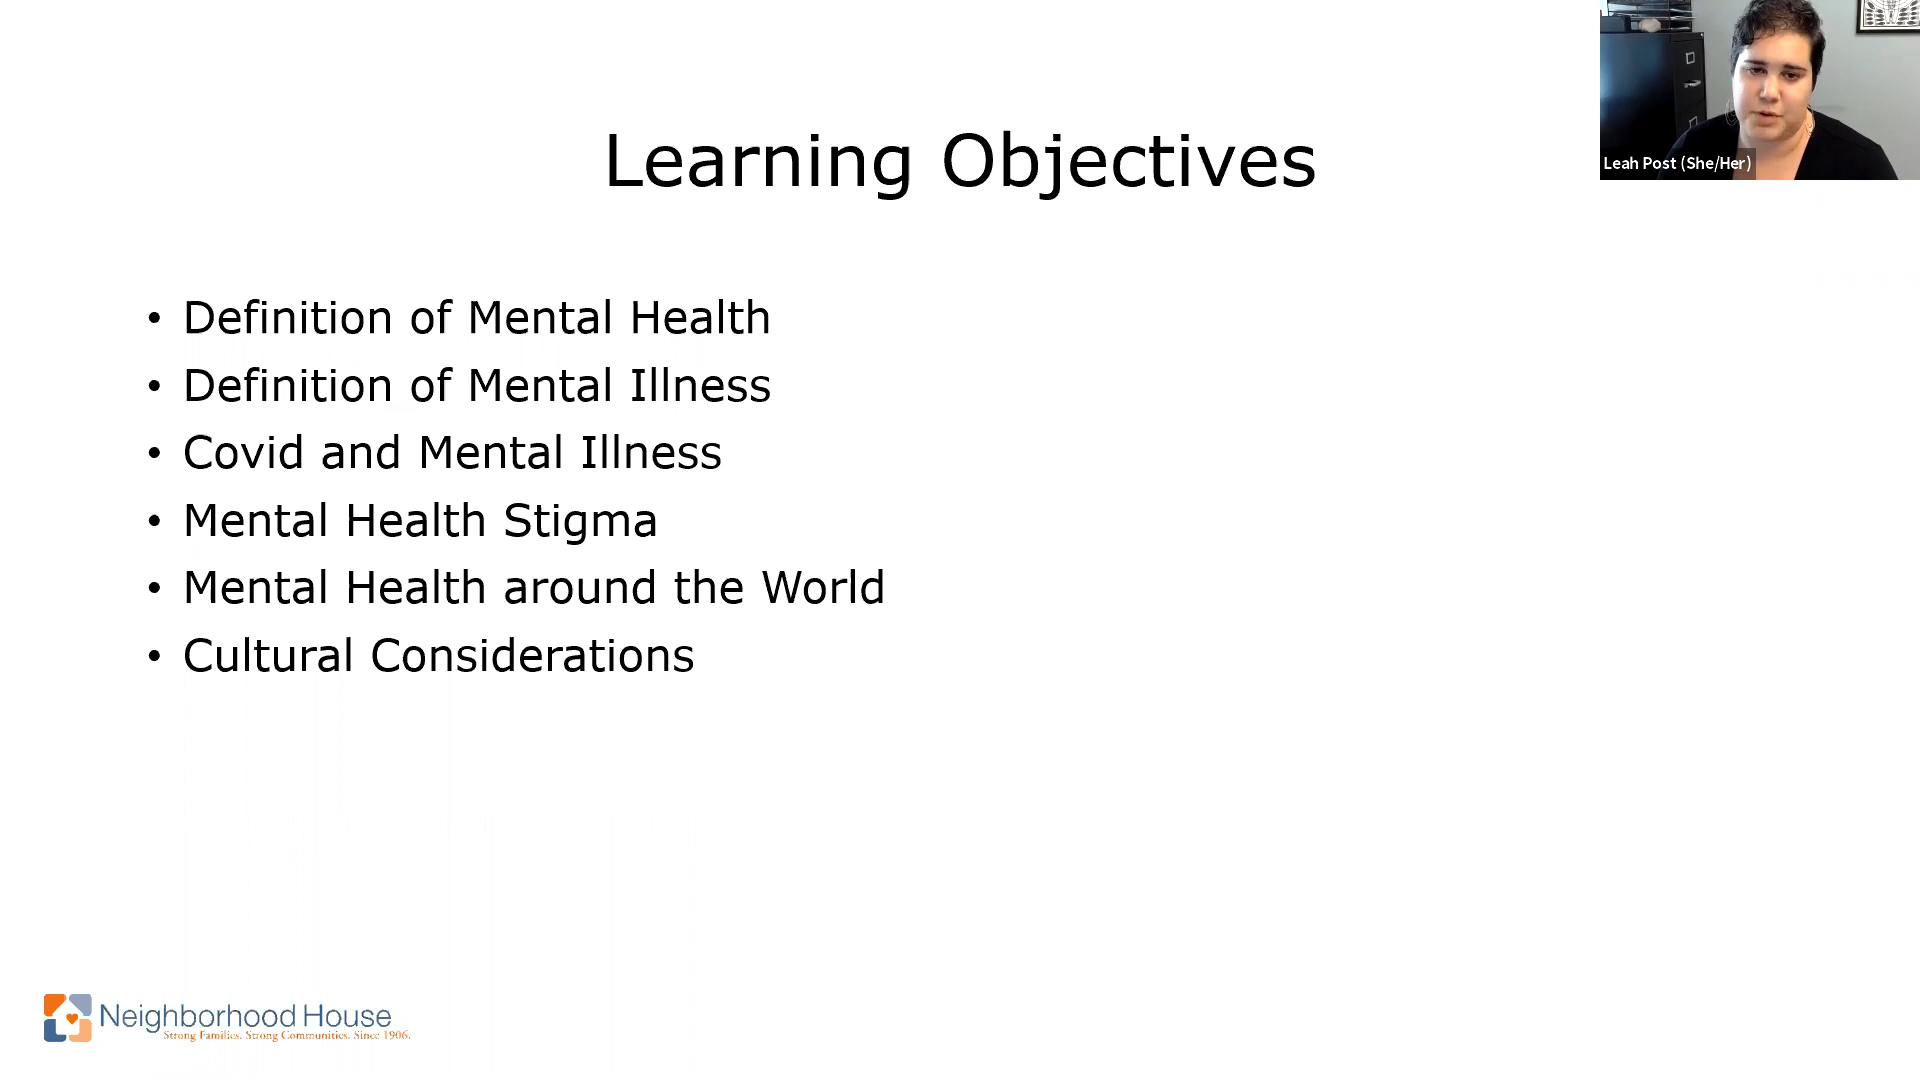 Learning Objectives
• Definition of Mental Health
• Definition of Mental Illness
• Covid and Mental Illness
• Mental Health Stigma
• Mental Health around the World
• Cultural Considerations
Leah Post (She/Her)
Neighborhood House
Strong Families. Strong Communities. Since 1906.